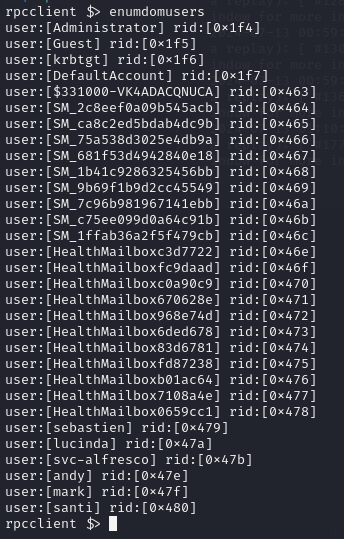 rpcclient $> enumdomusers
user:[Administrator] rid:[0×1f4]
user:[Guest] rid:[0×1f5]
user:[krbtgt] rid:[0×1f6]
user:[DefaultAccount] rid:[0×1f7]
user:[$331000-VK4ADACQNUCA] rid:[0×463]
user:[SM_2c8eef0a09b545acb] rid:[0×464]
user:[SM_ca8c2ed5bdab4dc9b] rid:[0×465]
user:[SM_75a538d3025e4db9a] rid:[0×466]
user:[SM_681f53d4942840e18] rid:[0×467]
user:[SM_1b41c9286325456bb] rid:[0×468]
user:[SM_9b69f1b9d2cc45549] rid:[0×469]
user:[SM_7c96b981967141ebb] rid:[0×46a]
user:[SM_c75ee099d0a64c91b] rid:[0×46b]
user:[SM_1ffab36a2f5f479cb] rid:[0×46c]
user:[HealthMailboxc3d7722] rid:[0×46e]
user:[HealthMailboxfc9daad] rid:[0×46f]
user:[HealthMailboxc0a90c9] rid:[0×470]
user:[HealthMailbox670628e] rid:[0×471]
user:[HealthMailbox968e74d] rid:[0×472]
user:[HealthMailbox6ded678] rid:[0×473]
user:[HealthMailbox83d6781] rid:[0×474]
user:[HealthMailboxfd87238] rid:[0×475]
user:[HealthMailboxb01ac64] rid:[0×476]
user:[HealthMailbox7108a4e] rid:[0×477]
user:[HealthMailbox0659cc1] rid:[0×478]
user:[sebastien] rid:[0×479]
user:[lucinda] rid:[0×47a]
user:[svc-alfresco] rid:[0×47b]
user:[andy] rid:[0×47e]
user:[mark] rid:[0×47f]
user:[santi] rid:[0×480]
rpcclient $>